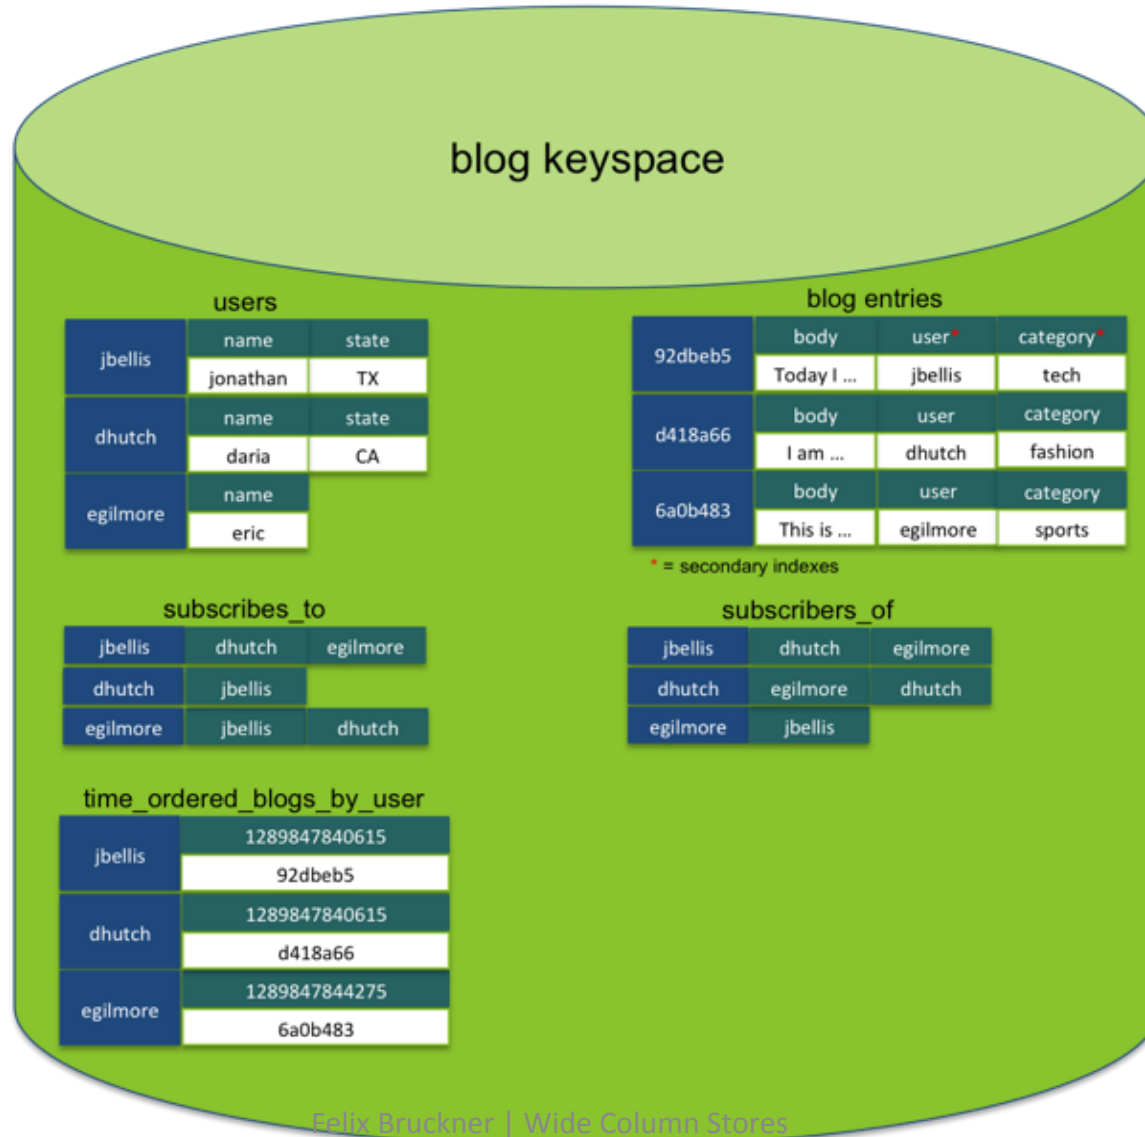 blog keyspace
users
jbellis name state
jonathan TX
dhutch name state
daria CA
egilmore name
eric
blog entries
92dbeb5 body user* category*
Today I ... jbellis tech
d418a66 body user category
I am ... dhutch fashion
6a0b483 body user category
This is ... egilmore sports
* = secondary indexes
subscribes_to
jbellis dhutch egilmore
dhutch jbellis
egilmore jbellis dhutch
subscribers_of
jbellis dhutch egilmore
dhutch egilmore dhutch
egilmore jbellis
time_ordered_blogs_by_user
jbellis 1289847840615
92dbeb5
dhutch 1289847840615
d418a66
egilmore 1289847844275
6a0b483
Felix Bruckner | Wide Column Stores